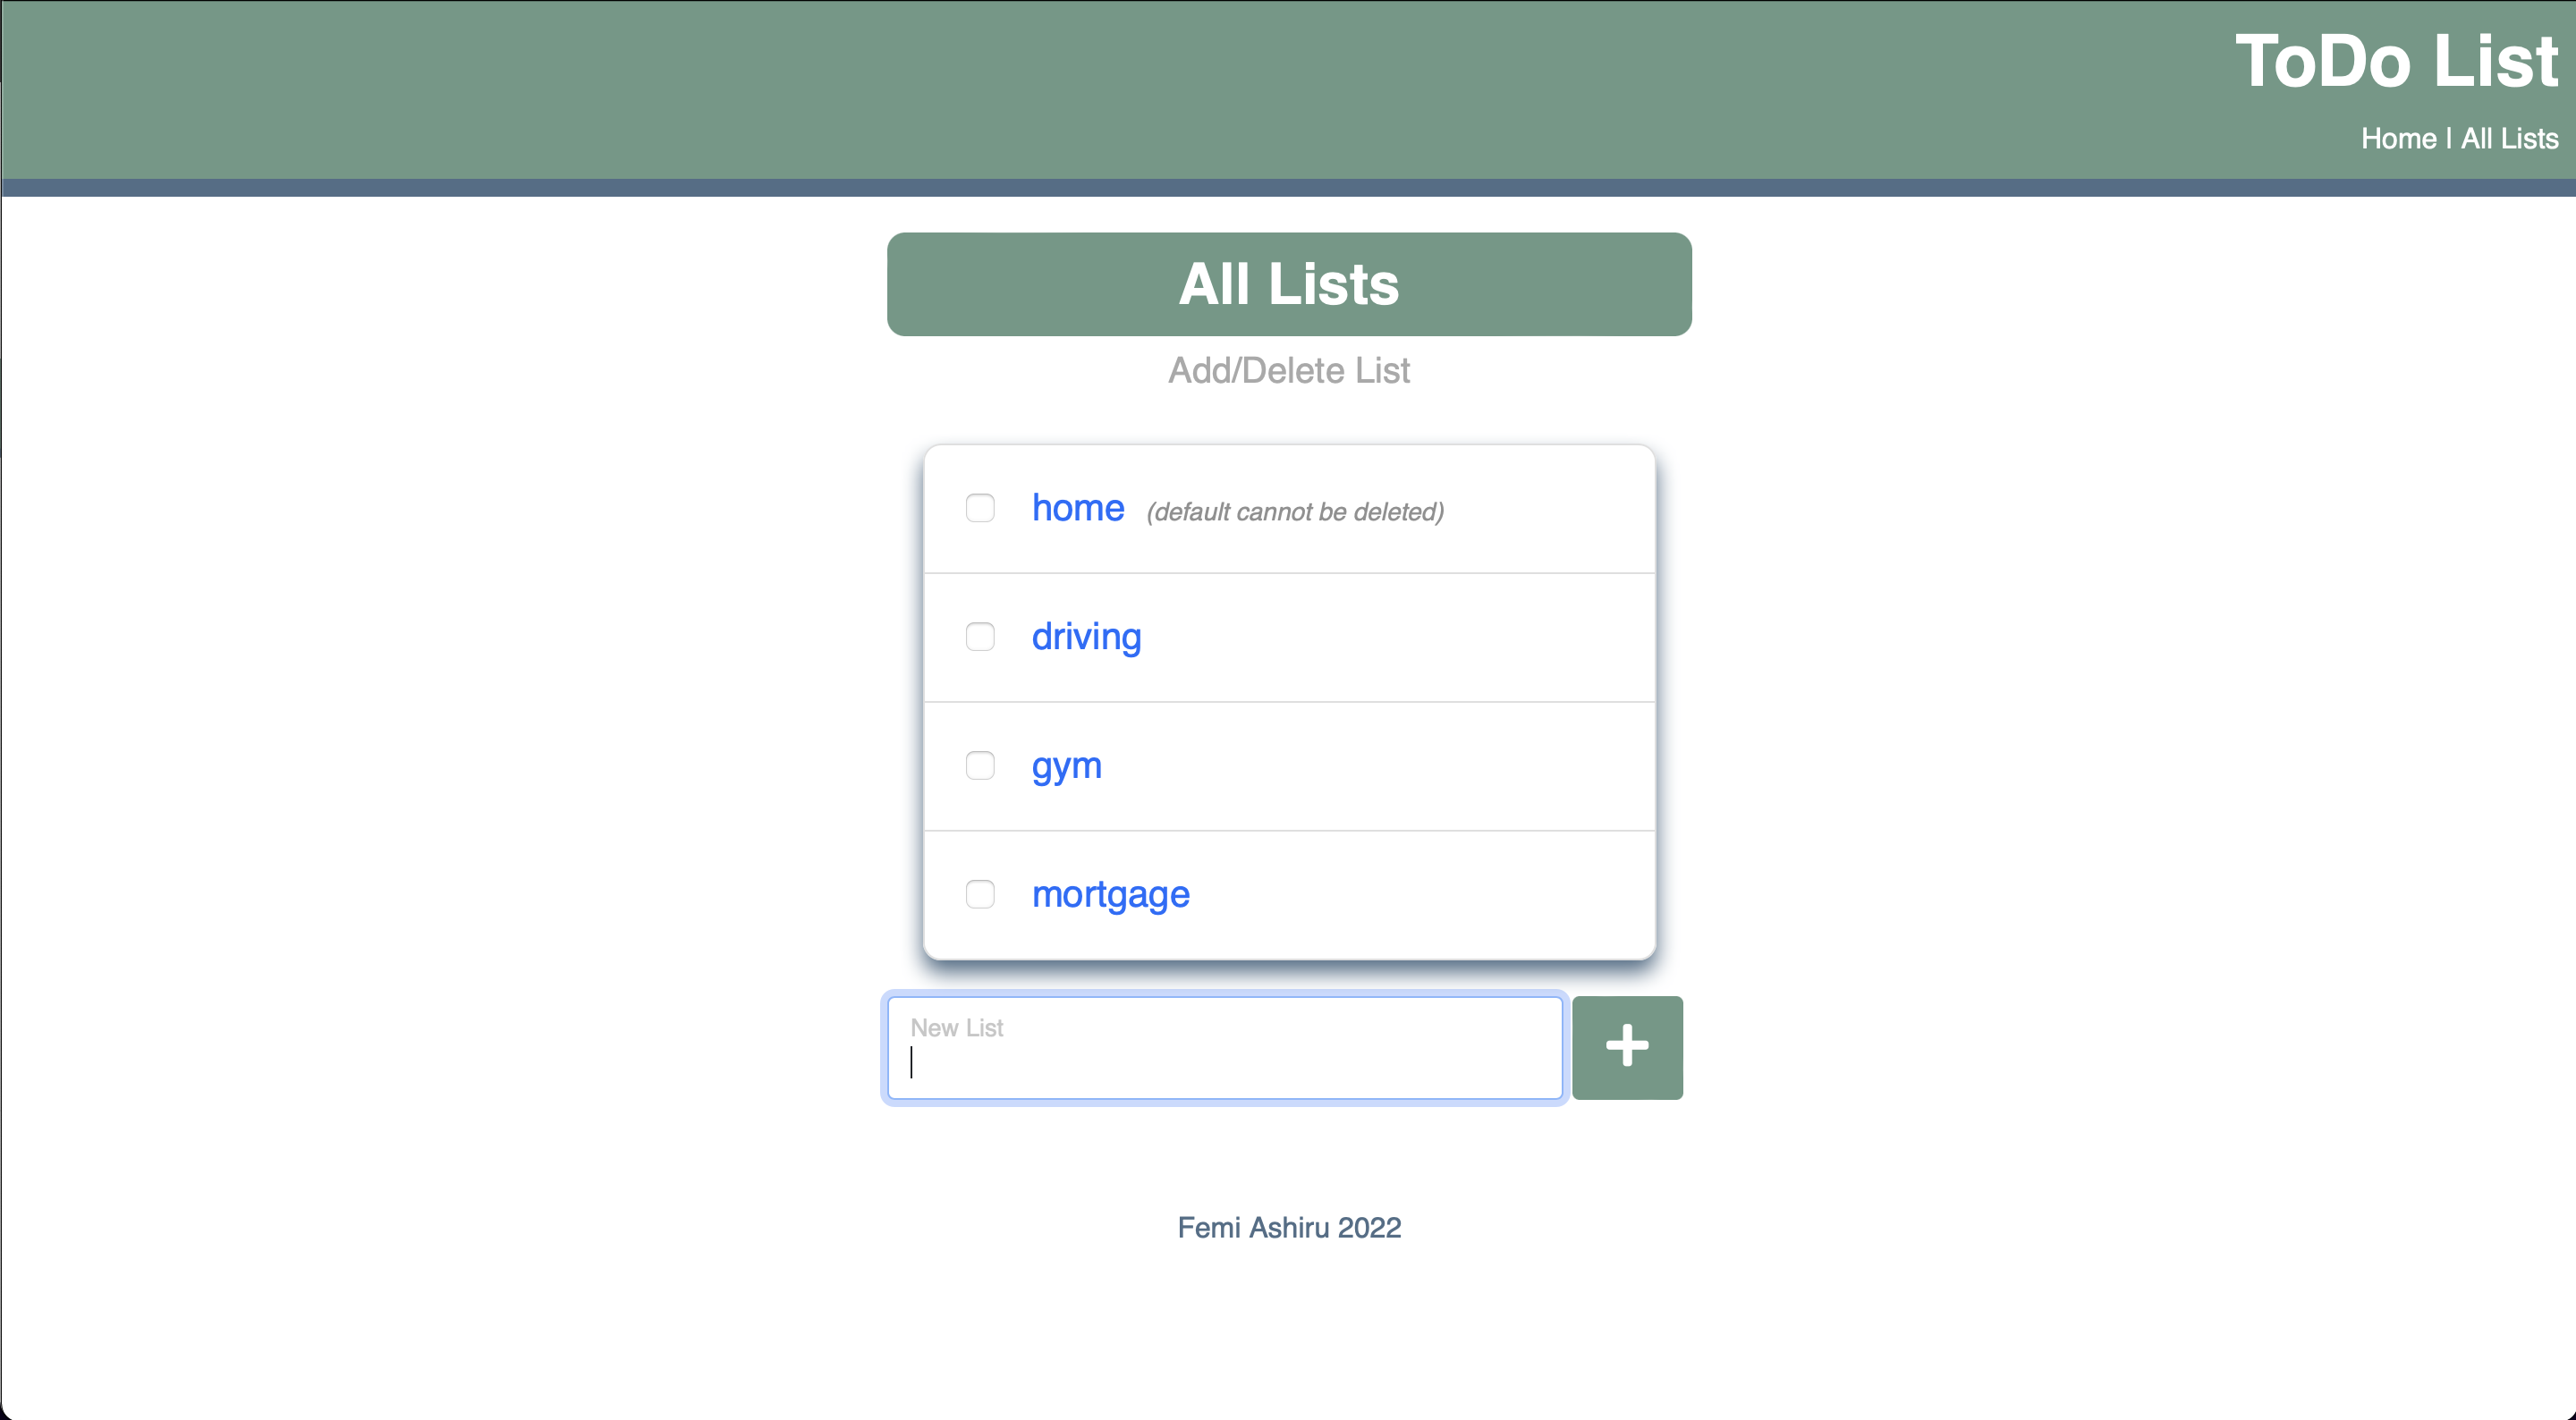 ToDo List
Home | All Lists
All Lists
Add/Delete List
home (default cannot be deleted)
driving
gym
mortgage
New List
Femi Ashiru 2022